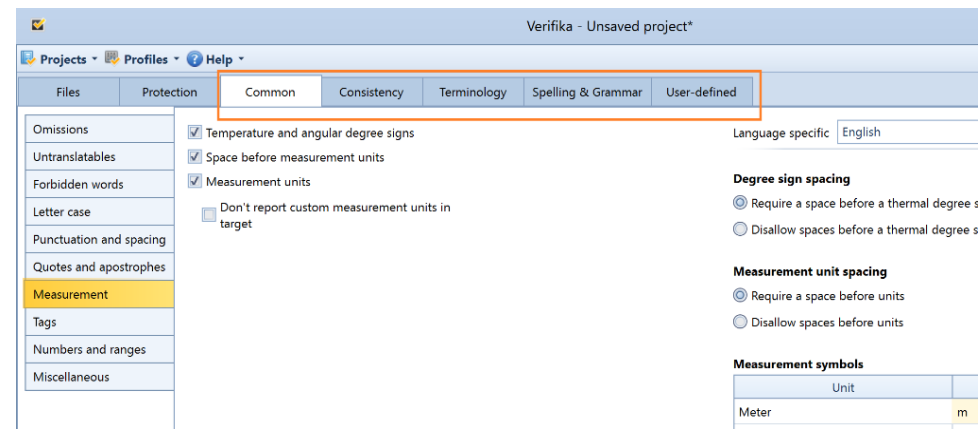 Verifika - Unsaved project*
Projects Profiles Help
Files Protection Common Consistency Terminology Spelling & Grammar User-defined
Omissions
Untranslatables
Forbidden words
Letter case
Punctuation and spacing
Quotes and apostrophes
Measurement
Tags
Numbers and ranges
Miscellaneous
Temperature and angular degree signs
Space before measurement units
Measurement units
Don't report custom measurement units in
target
Language specific English
Degree sign spacing
Require a space before a thermal degree s
Disallow spaces before a thermal degree s
Measurement unit spacing
Require a space before units
Disallow spaces before units
Measurement symbols
Unit
Meter m